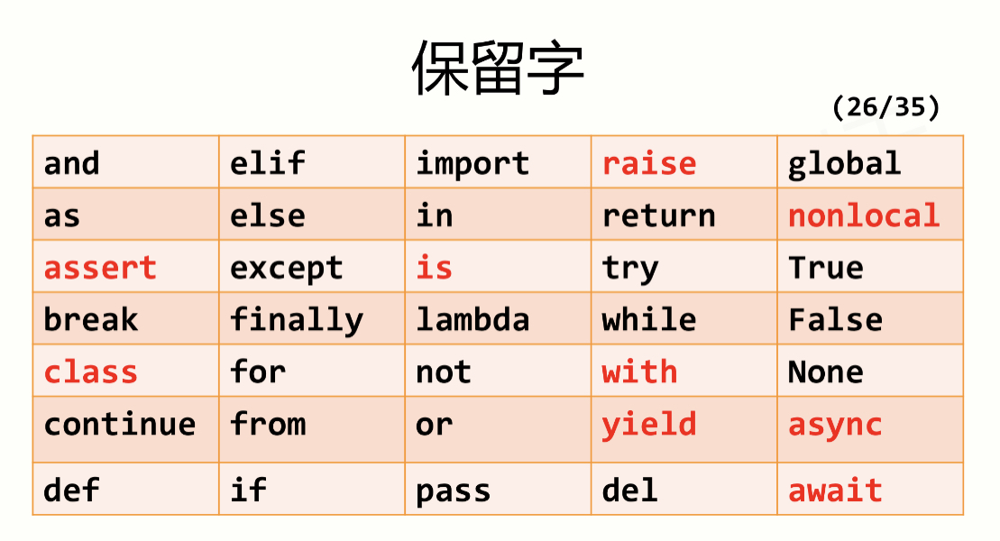 保留字
(26/35)
and elif import raise global
as else in return nonlocal
assert except is try True
break finally lambda while False
class for not with None
continue from or yield async
def if pass del await